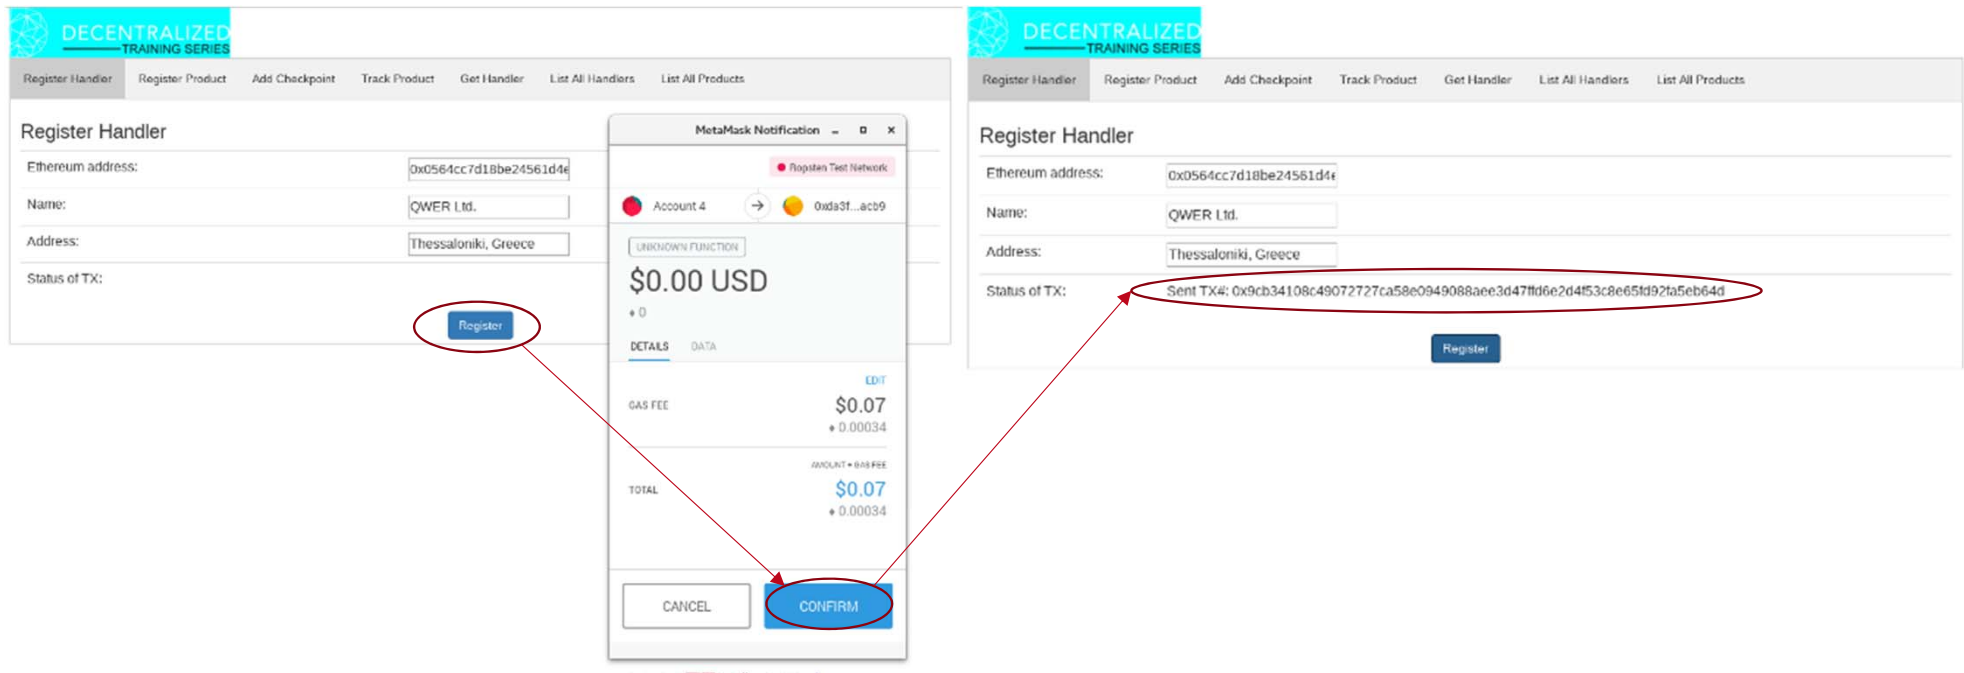 DECENTRALIZED
TRAINING SERIES
Register Handler Register Product Add Checkpoint Track Product Get Handler List All Handlers List All Products
Register Handler
Ethereum address: 0x0564cc7d18be24561d4e
Name: QWER Ltd.
Address: Thessaloniki, Greece
Status of TX:
Register
MetaMask Notification
Ropsten Test Network
Account 4 0xda3f...acb9
UNKNOWN FUNCTION
$0.00 USD
0
DETAILS DATA
EDIT
GAS FEE $0.07
0.00034
AMOUNT + GAS FEE
TOTAL $0.07
0.00034
CANCEL CONFIRM
DECENTRALIZED
TRAINING SERIES
Register Handler Register Product Add Checkpoint Track Product Get Handler List All Handlers List All Products
Register Handler
Ethereum address: 0x0564cc7d18be24561d4e
Name: QWER Ltd.
Address: Thessaloniki, Greece
Status of TX: Sent TX#: 0x9cb34108c49072727ca58e0949088aee3d47ffd6e2d4f53c8e65fd92fa5eb64d
Register